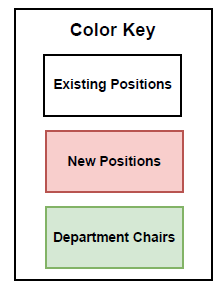 Color Key
Existing Positions
New Positions
Department Chairs